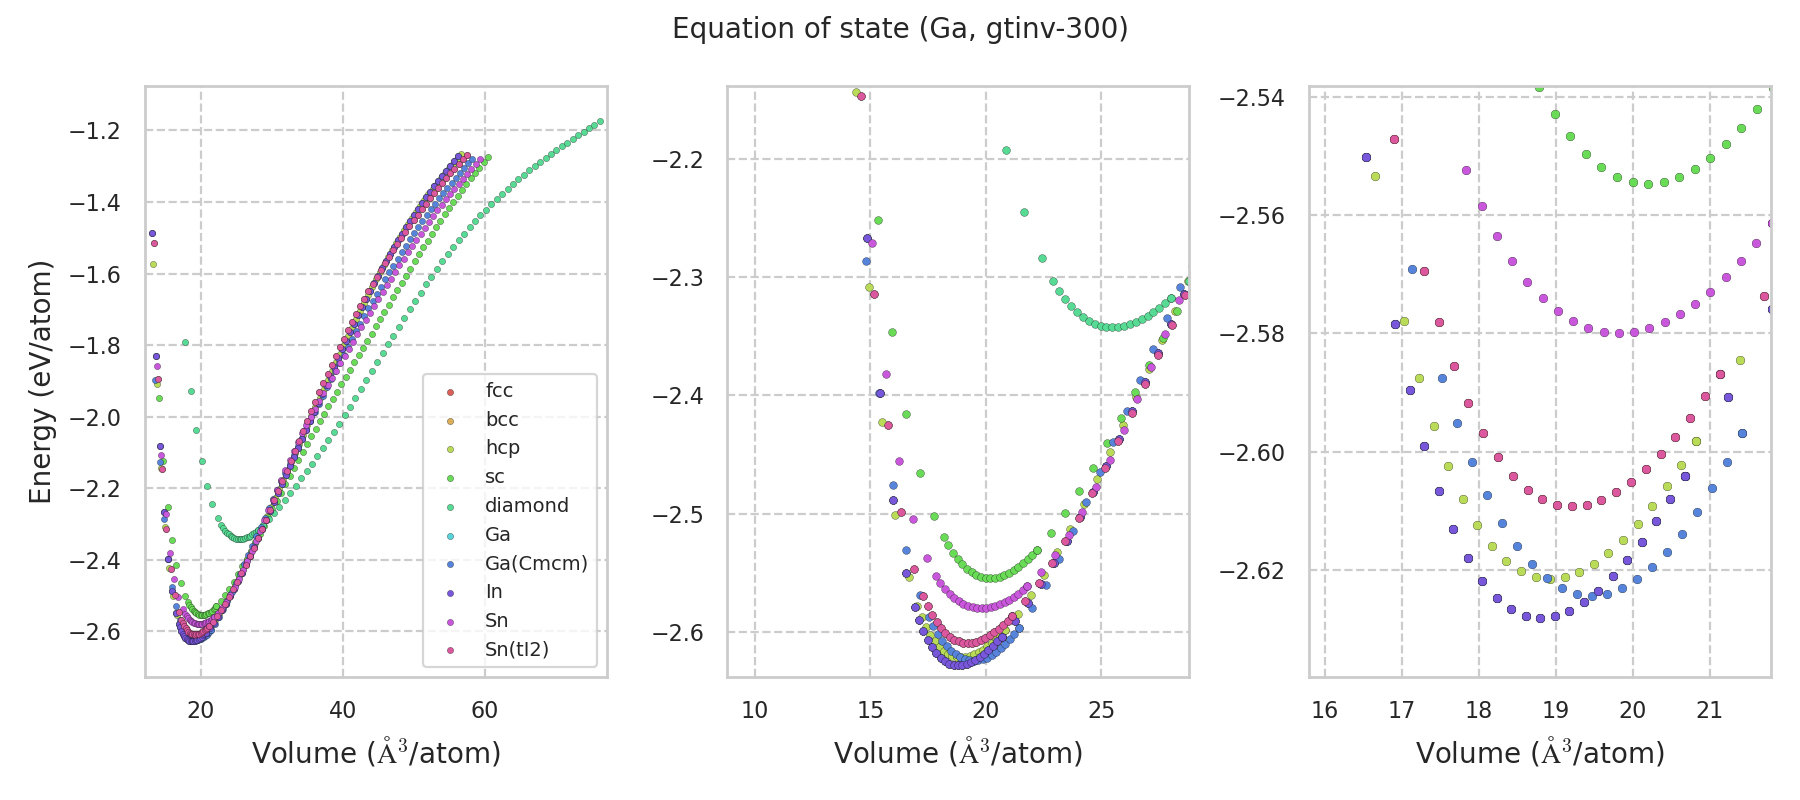 Equation of state (Ga, gtinv-300)
Energy (eV/atom)
−1.2
−1.4
−1.6
−1.8
−2.0
−2.2
−2.4
−2.6
20 40 60
Volume (Å³/atom)
fcc
bcc
hcp
sc
diamond
Ga
Ga(Cmcm)
In
Sn
Sn(tI2)
−2.2
−2.3
−2.4
−2.5
−2.6
10 15 20 25
Volume (Å³/atom)
−2.54
−2.56
−2.58
−2.60
−2.62
16 17 18 19 20 21
Volume (Å³/atom)